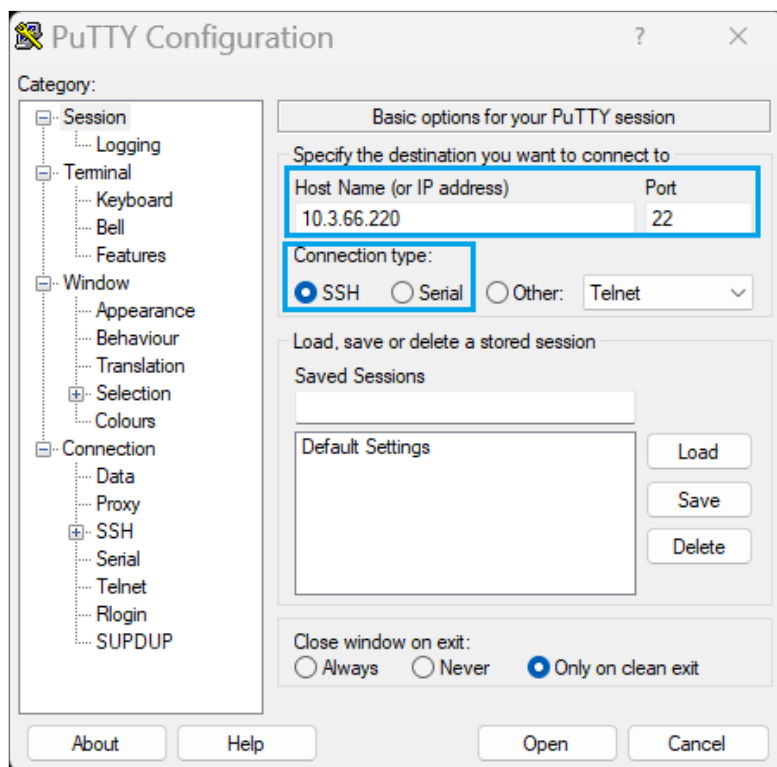 PuTTY Configuration
?
Category:
Session
Logging
Terminal
Keyboard
Bell
Features
Window
Appearance
Behaviour
Translation
Selection
Colours
Connection
Data
Proxy
SSH
Serial
Telnet
Rlogin
SUPDUP
Basic options for your PuTTY session
Specify the destination you want to connect to
Host Name (or IP address) Port
10.3.66.220 22
Connection type:
SSH Serial Other: Telnet
Load, save or delete a stored session
Saved Sessions
Default Settings
Load
Save
Delete
Close window on exit:
Always Never Only on clean exit
About Help Open Cancel